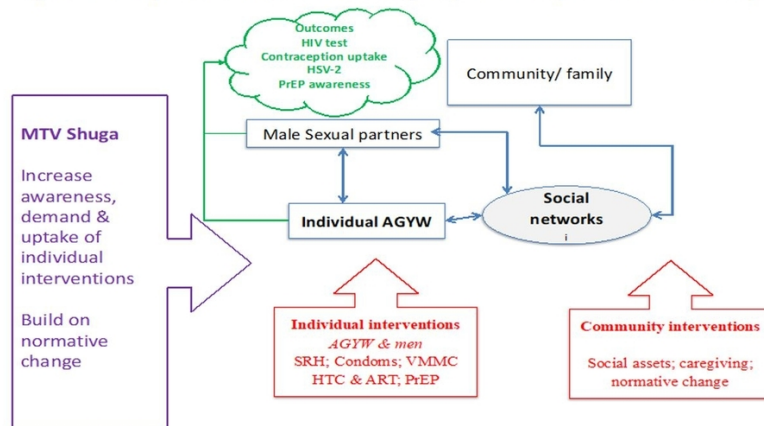 Outcomes
HIV test
Contraception uptake
HSV-2
PrEP awareness
Community/ family
MTV Shuga
Increase
awareness,
demand &
uptake of
individual
interventions
Build on
normative
change
Male Sexual partners
Individual AGYW
Social
networks
i
Individual interventions
AGYW & men
SRH; Condoms; VMMC
HTC & ART; PrEP
Community interventions
Social assets; caregiving;
normative change